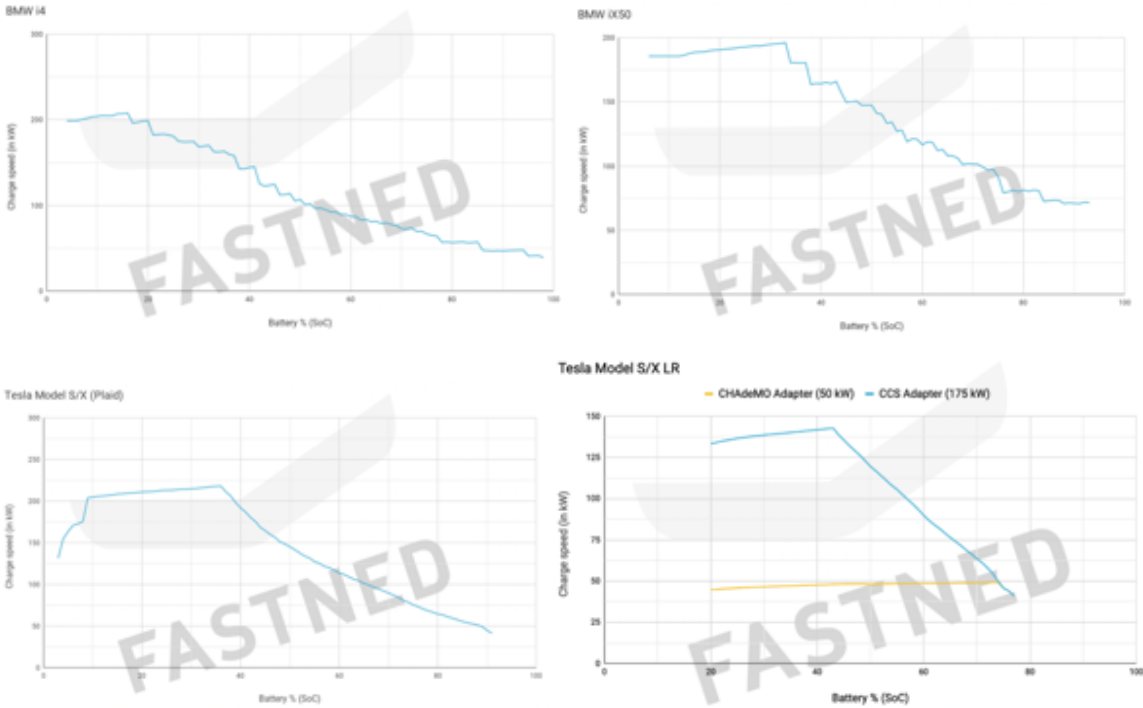 BMW i4
300
200
100
0
0 20 40 60 80 100
Charge speed (in kW)
Battery % (SoC)
FASTNED
BMW iX50
200
150
100
50
0
0 20 40 60 80 100
Charge speed (in kW)
Battery % (SoC)
FASTNED
Tesla Model S/X (Plaid)
300
250
200
150
100
50
0
0 20 40 60 80 100
Charge speed (in kW)
Battery % (SoC)
FASTNED
Tesla Model S/X LR
CHAdeMO Adapter (50 kW) CCS Adapter (175 kW)
150
125
100
75
50
25
0
0 20 40 60 80 100
Charge speed (in kW)
Battery % (SoC)
FASTNED